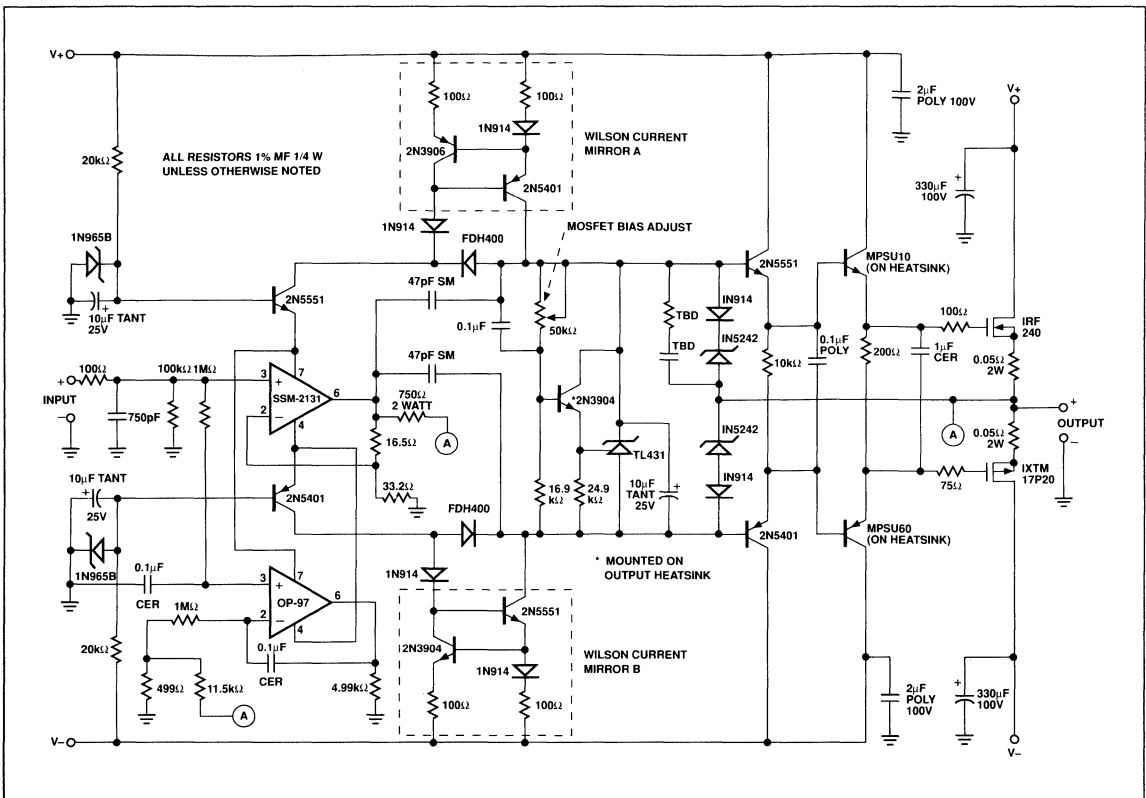 V+
100Ω
100Ω
1N914
2N3906
2N5401
WILSON CURRENT
MIRROR A
2μF
POLY 100V
V+
20kΩ
ALL RESISTORS 1% MF 1/4 W
UNLESS OTHERWISE NOTED
330μF
100V
+
1N914
MOSFET BIAS ADJUST
1N965B
FDH400
2N5551
MPSU10
(ON HEATSINK)
+
10μF TANT
25V
2N5551
47pF SM
0.1μF
50kΩ
TBD
TBD
IN914
IN5242
100Ω
IRF
240
10kΩ
0.1μF
POLY
200Ω
1μF
CER
0.05Ω
2W
+
100Ω
INPUT
−
750pF
100kΩ
1MΩ
3
+
7
SSM-2131
6
2
−
4
47pF SM
750Ω
2 WATT
A
16.5Ω
33.2Ω
*2N3904
TL431
A
+
OUTPUT
−
0.05Ω
2W
IXTM
17P20
75Ω
10μF TANT
+
25V
2N5401
16.9
kΩ
24.9
kΩ
10μF
TANT
25V
+
IN5242
IN914
FDH400
2N5401
MPSU60
(ON HEATSINK)
1N965B
0.1μF
CER
1N914
* MOUNTED ON
OUTPUT HEATSINK
3
+
7
OP-97
6
2
−
4
1MΩ
0.1μF
CER
20kΩ
499Ω
11.5kΩ
A
4.99kΩ
2N5551
2N3904
1N914
100Ω
100Ω
WILSON CURRENT
MIRROR B
2μF
POLY
100V
+
330μF
100V
V−
V−